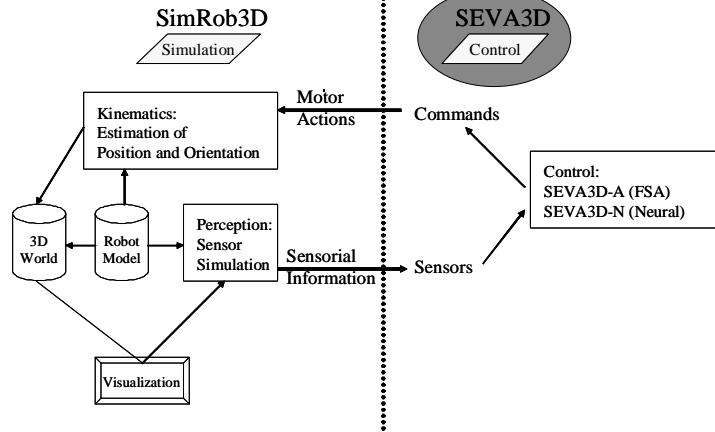 SimRob3D
Simulation
SEVA3D
Control
Kinematics:
Estimation of
Position and Orientation
Motor
Actions
Commands
Control:
SEVA3D-A (FSA)
SEVA3D-N (Neural)
3D
World
Robot
Model
Perception:
Sensor
Simulation
Sensorial
Information
Sensors
Visualization